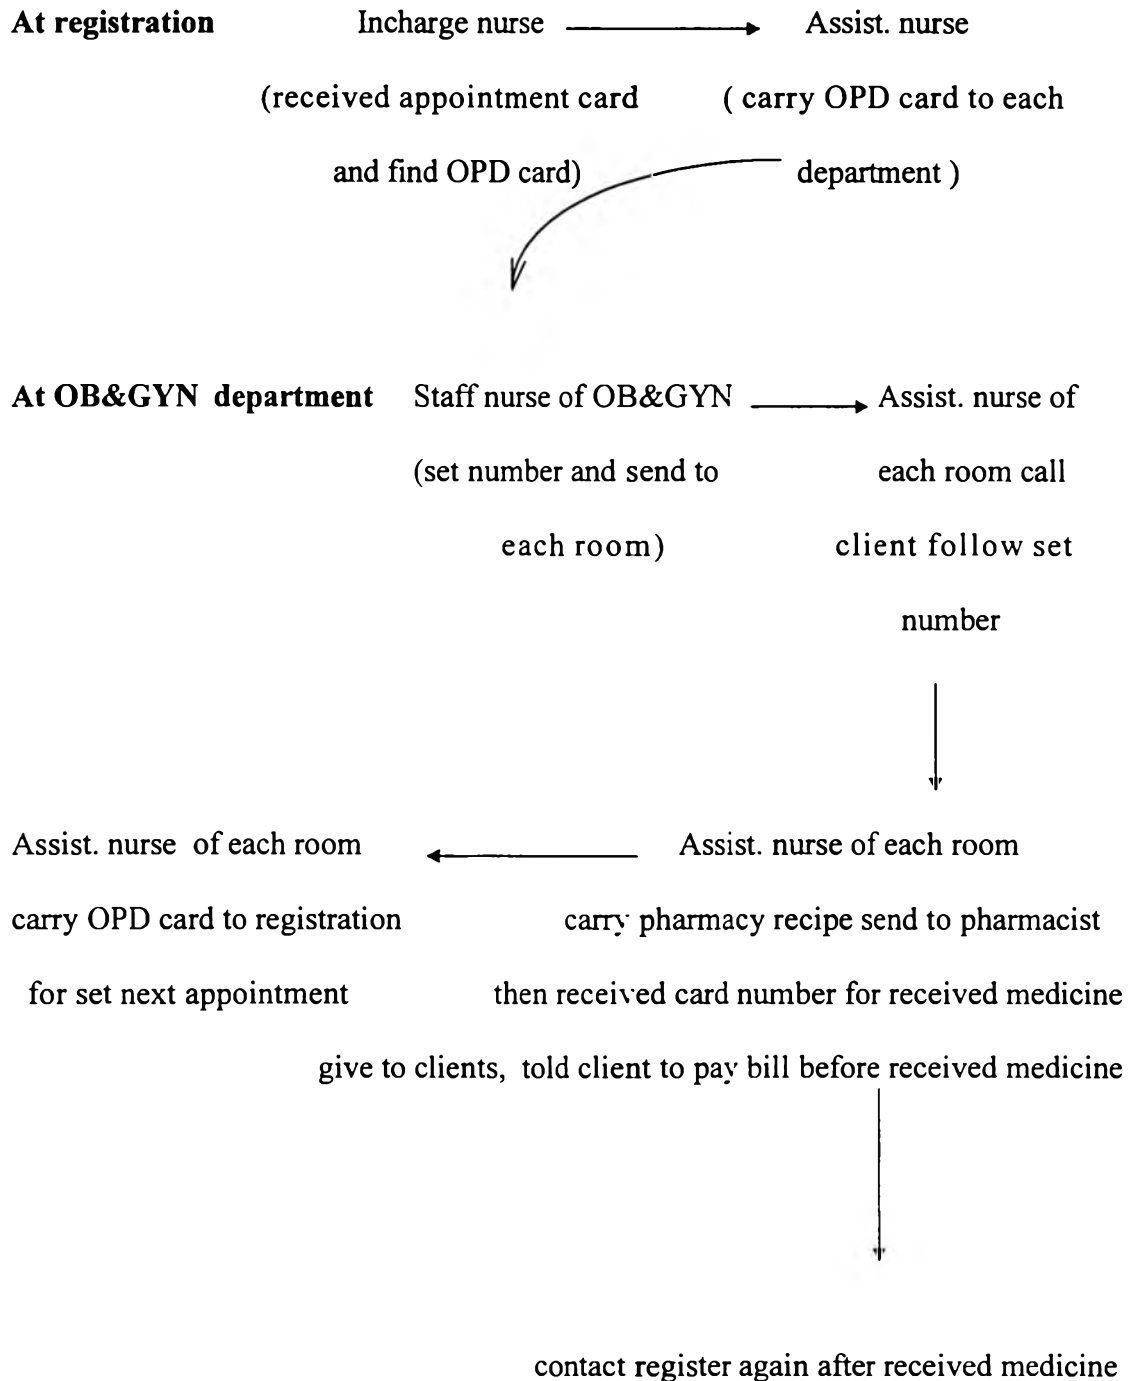 At registration Incharge nurse Assist. nurse
(received appointment card ( carry OPD card to each
and find OPD card) department )
At OB&GYN department Staff nurse of OB&GYN Assist. nurse of
(set number and send to each room call
each room) client follow set
number
Assist. nurse of each room Assist. nurse of each room
carry OPD card to registration carry pharmacy recipe send to pharmacist
for set next appointment then received card number for received medicine
give to clients, told client to pay bill before received medicine
contact register again after received medicine